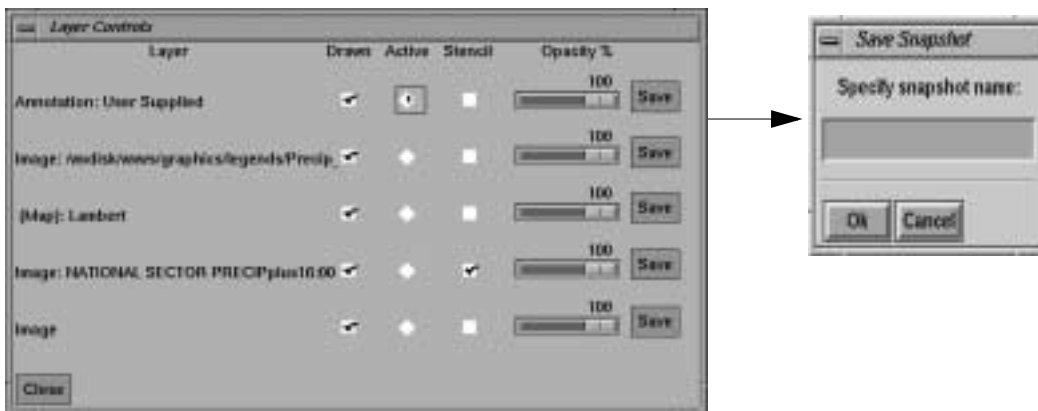 Layer Controls
Layer Drawn Active Stencil Opacity %
100
Annotation: User Supplied Save
100
Image: /wxdisk/wwws/graphics/legends/Precip_ Save
100
(Map): Lambert Save
100
Image: NATIONAL SECTOR PRECIPplus16:00 Save
100
Image Save
Close
Save Snapshot
Specify snapshot name:
Ok Cancel